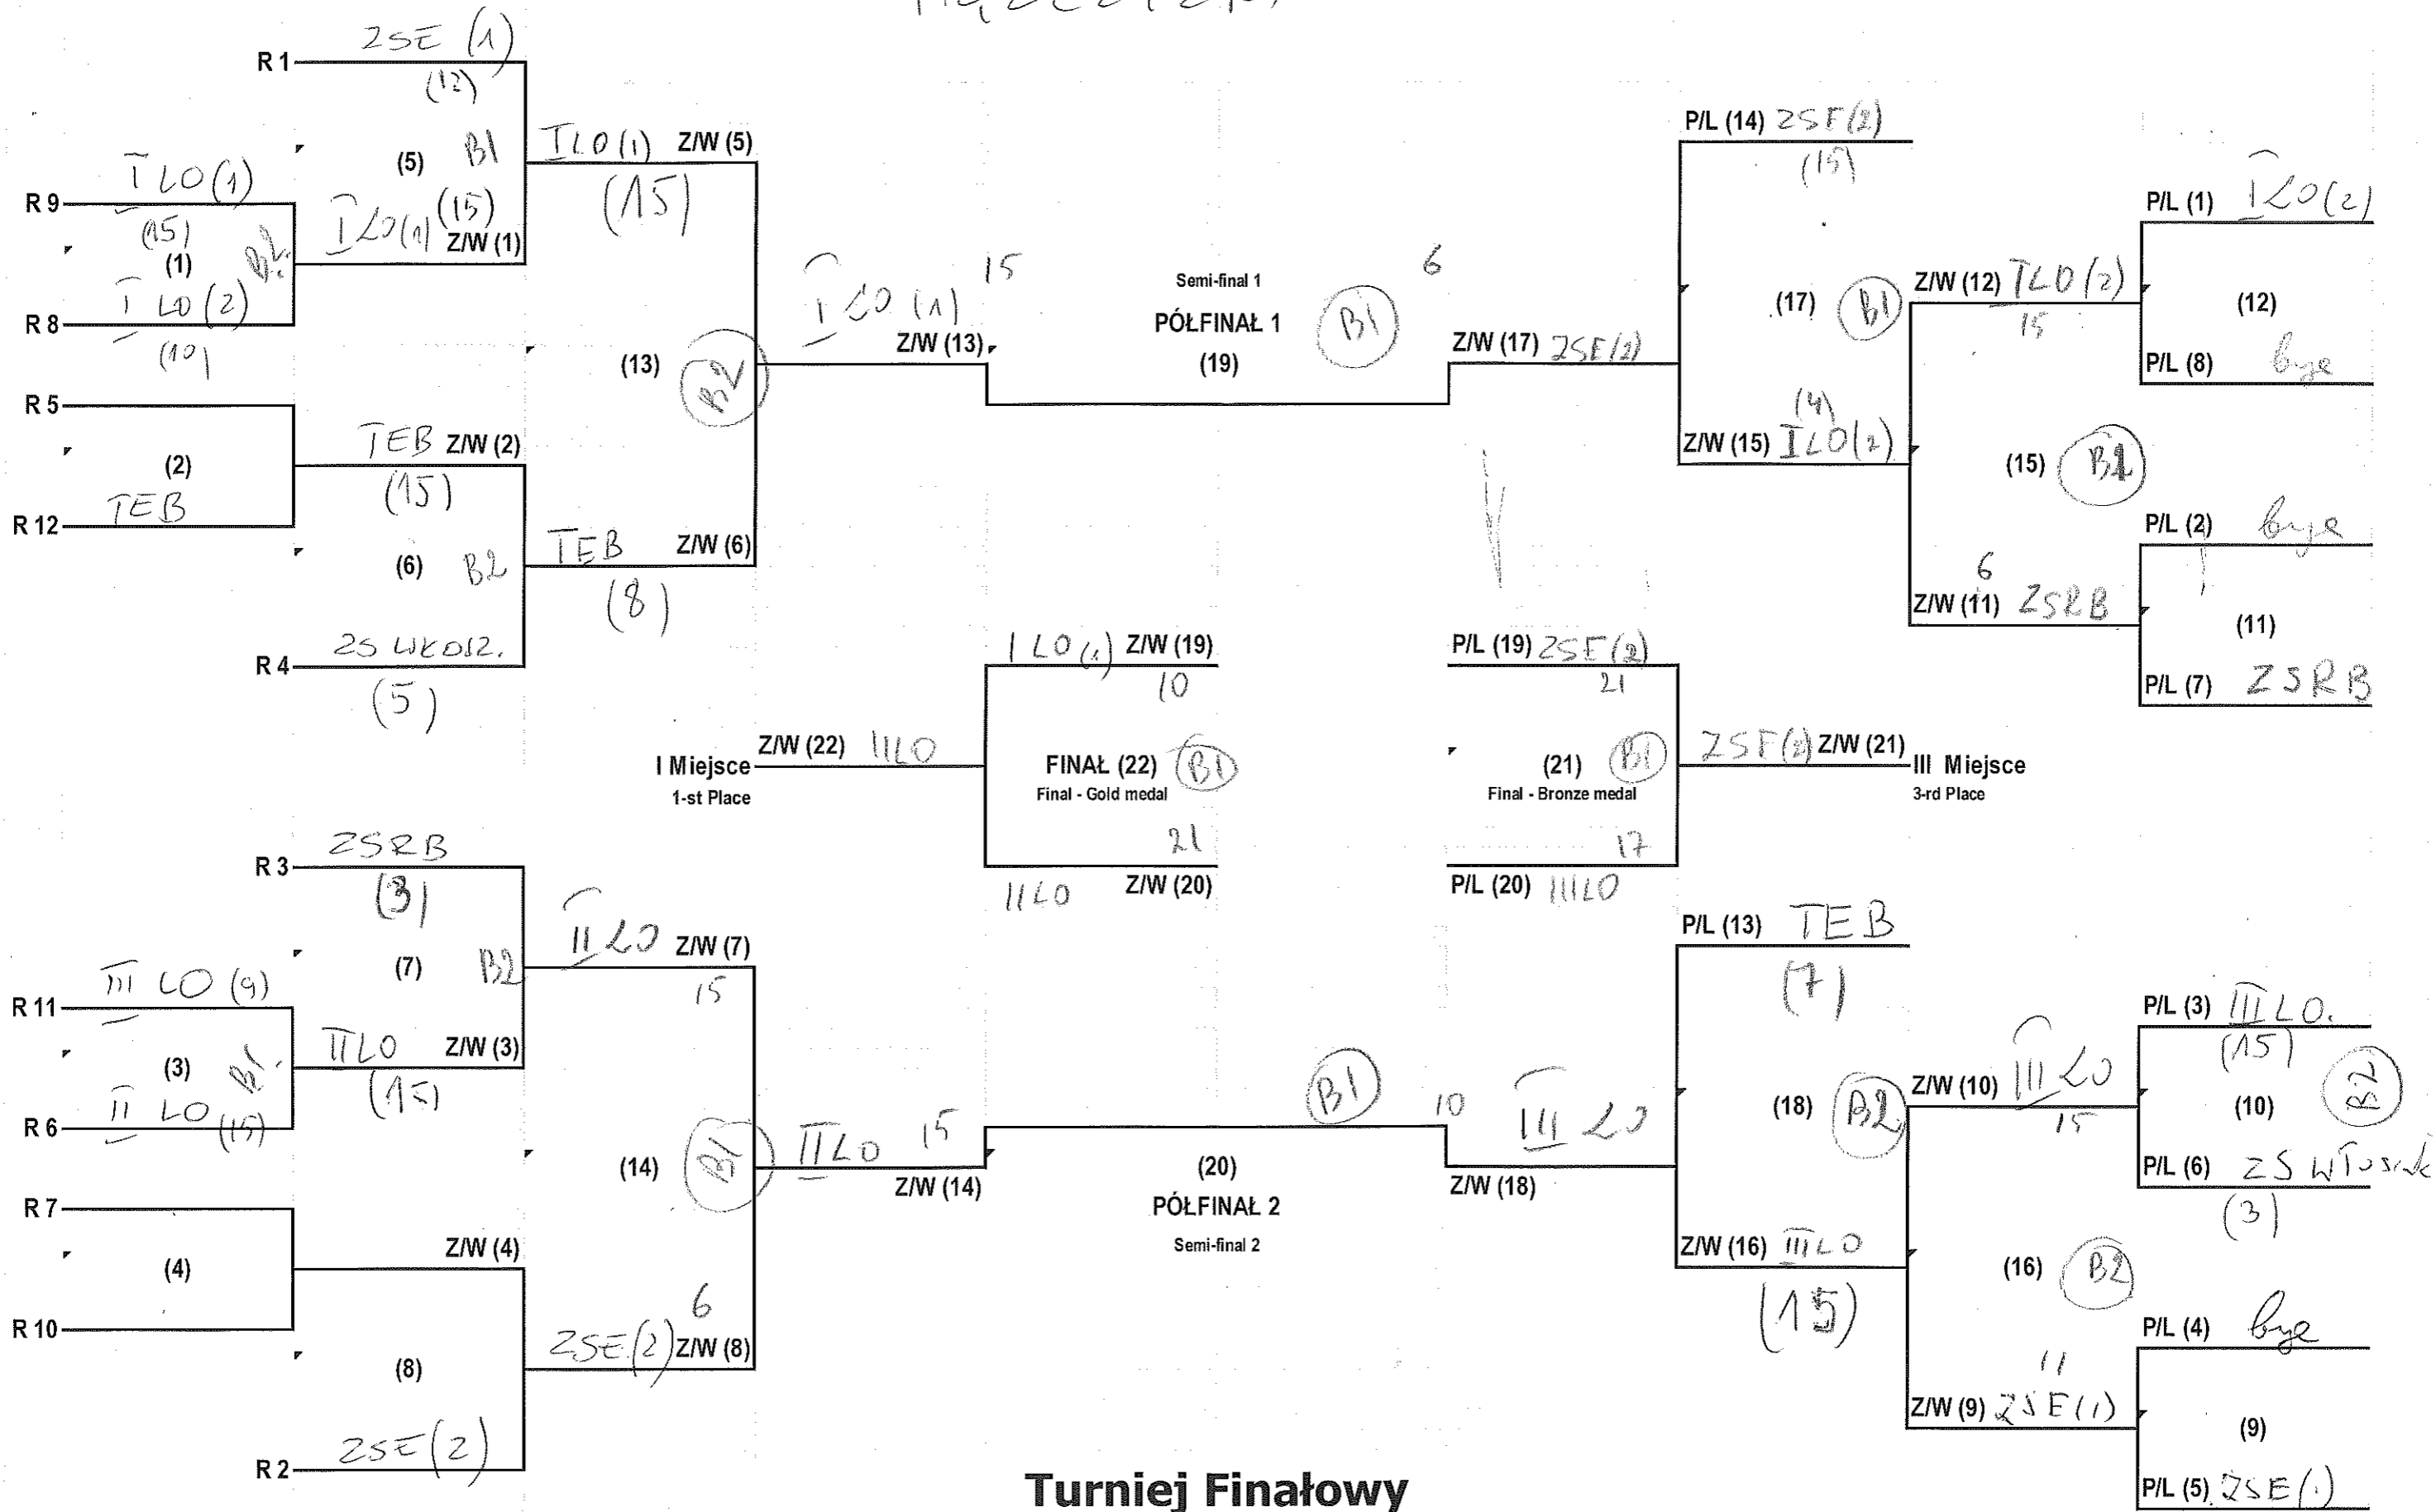 R 1 ZSE (1)
(12)
(5) B1
R 9 I LO (1)
(15)
(1) B2
R 8 I LO (2)
(10)
I LO (1) (15) Z/W (1)
I LO (1) Z/W (5)
(15)
R 5
(2)
R 12 TEB
TEB Z/W (2)
(15)
(6) B2
R 4
(5)
TEB Z/W (6)
(8)
(13) B2
I LO (1) 15
Z/W (13)
Semi-final 1
PÓŁFINAŁ 1 B1
(19)
6
Z/W (17) ZSE (2)
P/L (14) ZSE (2)
(15)
(17) B1
(4)
Z/W (15) I LO (2)
Z/W (12) I LO (2)
15
(15)
6
Z/W (11) ZSRB
P/L (1) I LO (2)
(12)
P/L (8) bye
P/L (2) bye
(11)
P/L (7) ZSRB
I LO (1) Z/W (19)
10
I Miejsce Z/W (22) II LO
1-st Place
FINAŁ (22) B1
Final - Gold medal
21
II LO Z/W (20)
P/L (19) ZSE (2)
21
(21) B1
Final - Bronze medal
17
P/L (20) III LO
ZSE (2) Z/W (21) III Miejsce
3-rd Place
R 3 ZSRB
(3)
(7) B2
R 11 III LO (9)
(3) B1.
R 6 II LO (15)
II LO Z/W (3)
(15)
II LO Z/W (7)
15
R 7
(4)
R 10
Z/W (4)
(8)
R 2 ZSE (2)
6
ZSE (2) Z/W (8)
(14) B1
II LO 15
Z/W (14)
B1
(20)
PÓŁFINAŁ 2
Semi-final 2
10
III LO
Z/W (18)
P/L (13) TEB
(7)
(18) B2
Z/W (16) III LO
(15)
Z/W (10) III LO
15
(16) B2
11
Z/W (9) ZSE (1)
P/L (3) III LO.
(15)
(10) B2
P/L (6) ZS
(3)
P/L (4) bye
(9)
P/L (5) ZSE (1)
Turniej Finałowy